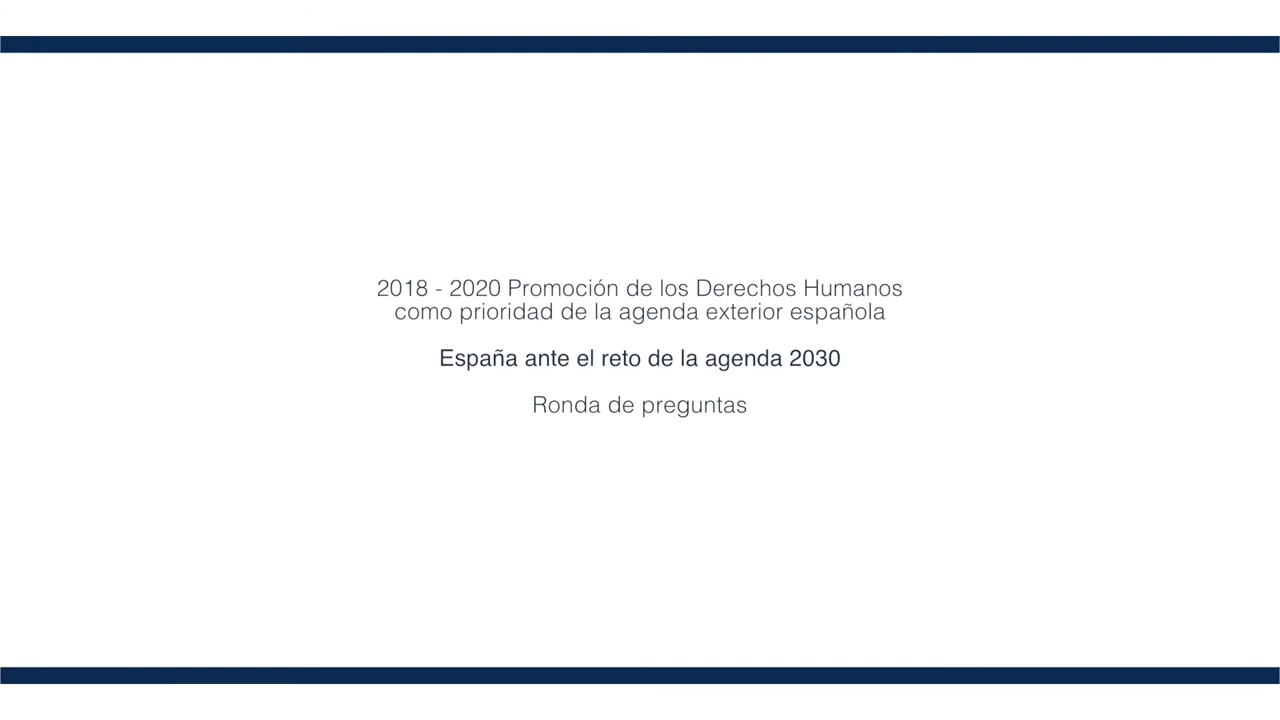 2018 - 2020 Promoción de los Derechos Humanos
como prioridad de la agenda exterior española
España ante el reto de la agenda 2030
Ronda de preguntas